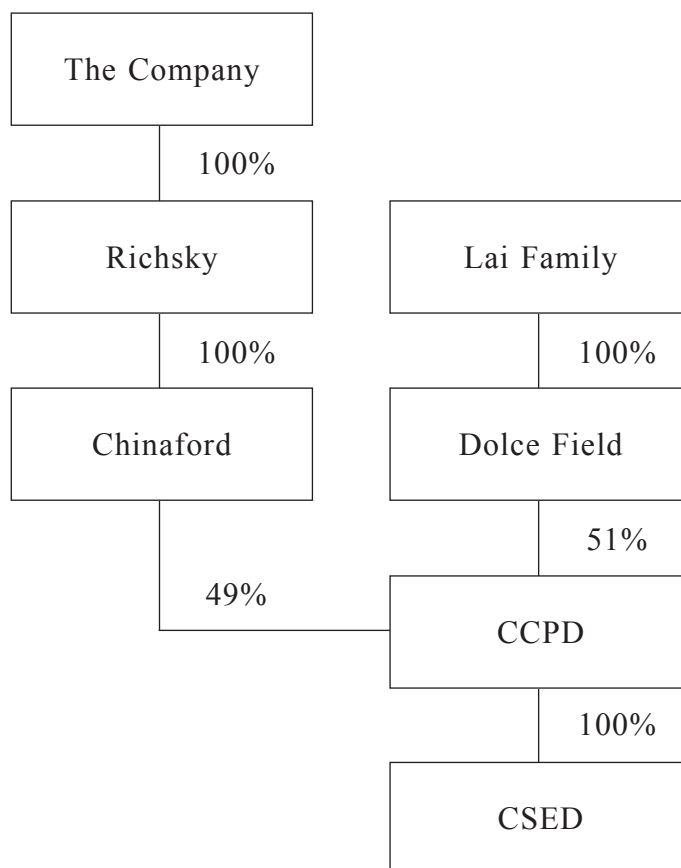 The Company
100%
Richsky
Lai Family
100%
100%
Chinaford
Dolce Field
51%
49%
CCPD
100%
CSED